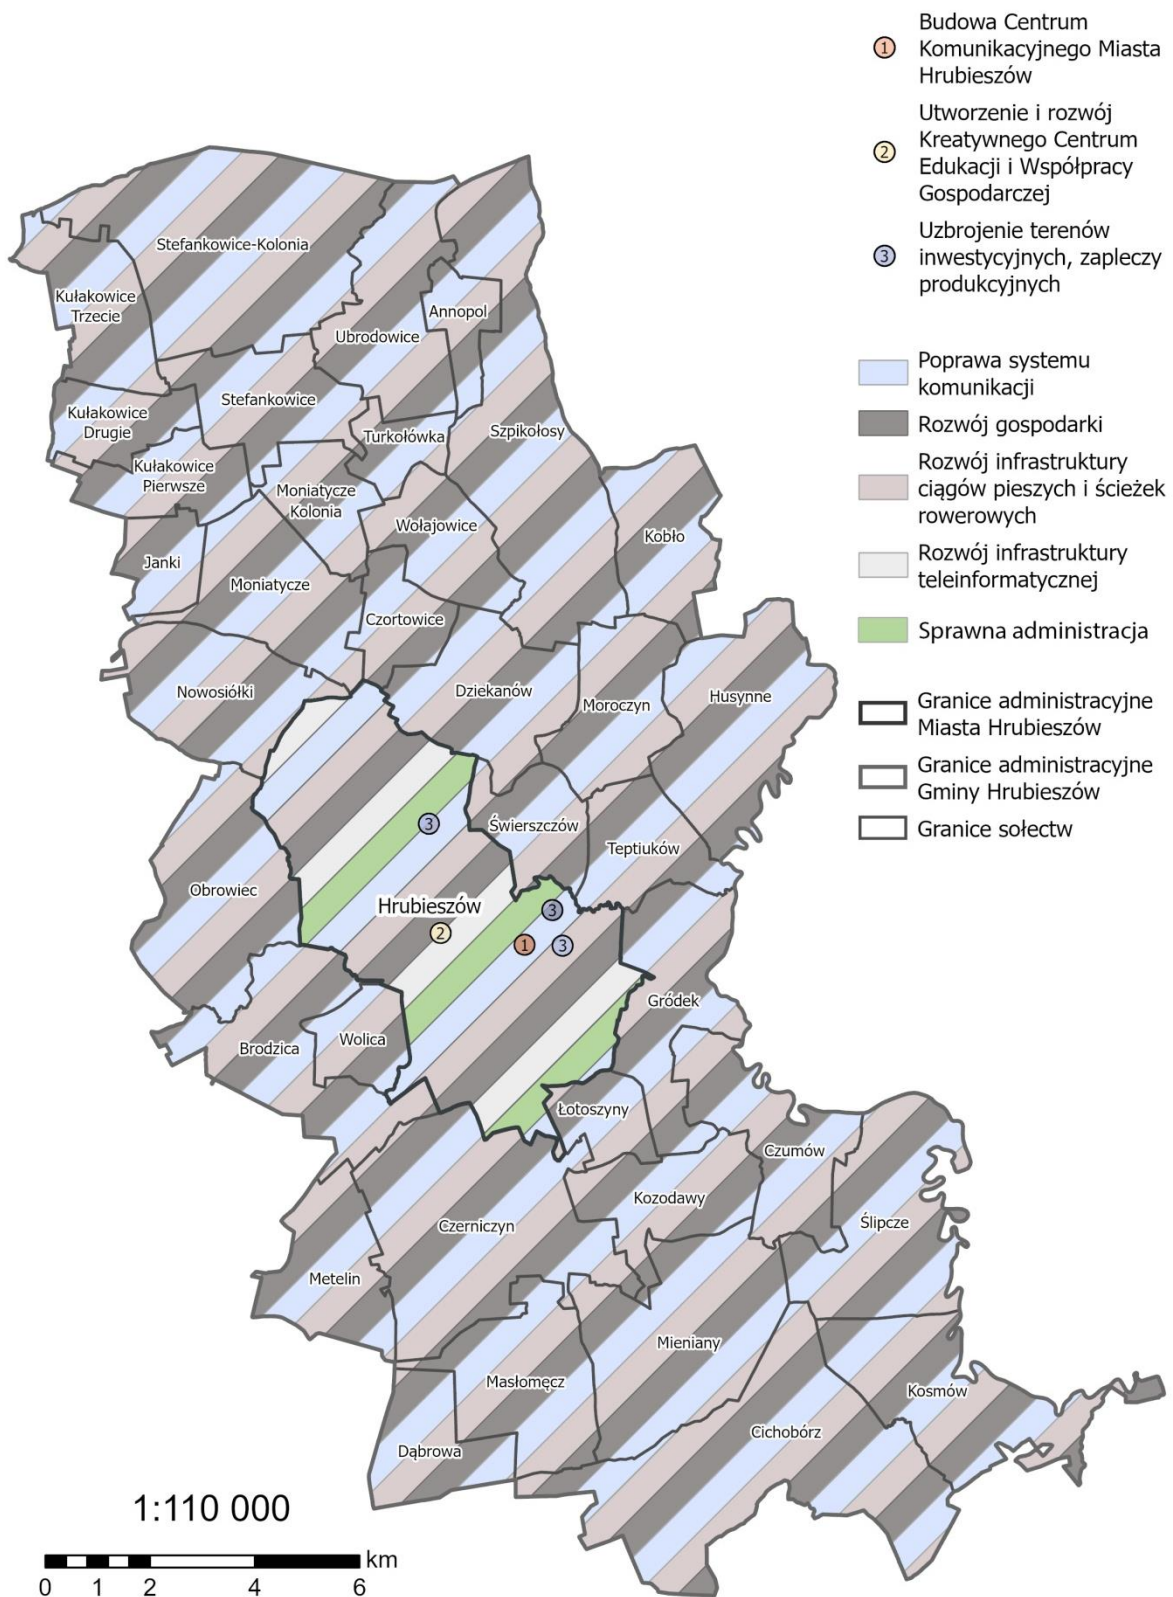 1
Budowa Centrum
Komunikacyjnego Miasta
Hrubieszów
2
Utworzenie i rozwój
Kreatywnego Centrum
Edukacji i Współpracy
Gospodarczej
3
Uzbrojenie terenów
inwestycyjnych, zapleczy
produkcyjnych
Poprawa systemu
komunikacji
Rozwój gospodarki
Rozwój infrastruktury
ciągów pieszych i ścieżek
rowerowych
Rozwój infrastruktury
teleinformatycznej
Sprawna administracja
Granice administracyjne
Miasta Hrubieszów
Granice administracyjne
Gminy Hrubieszów
Granice sołectw
Stefankowice-Kolonia
Kułakowice
Trzecie
Annopol
Ubrodowice
Stefankowice
Kułakowice
Drugie
Turkołówka
Szpikołosy
Kułakowice
Pierwsze
Moniatycze
Kolonia
Wołajowice
Kobło
Janki
Moniatycze
Czortowice
Nowosiółki
Dziekanów
Moroczyn
Husynne
3
Świerszczów
Teptiuków
Obrowiec
Hrubieszów
2
3
1
3
Gródek
Brodzica
Wolica
Łotoszyny
Czumów
Kozodawy
Ślipcze
Czerniczyn
Metelin
Mieniany
Masłomęcz
Kosmów
Cichobórz
Dąbrowa
1:110 000
km
0 1 2 4 6